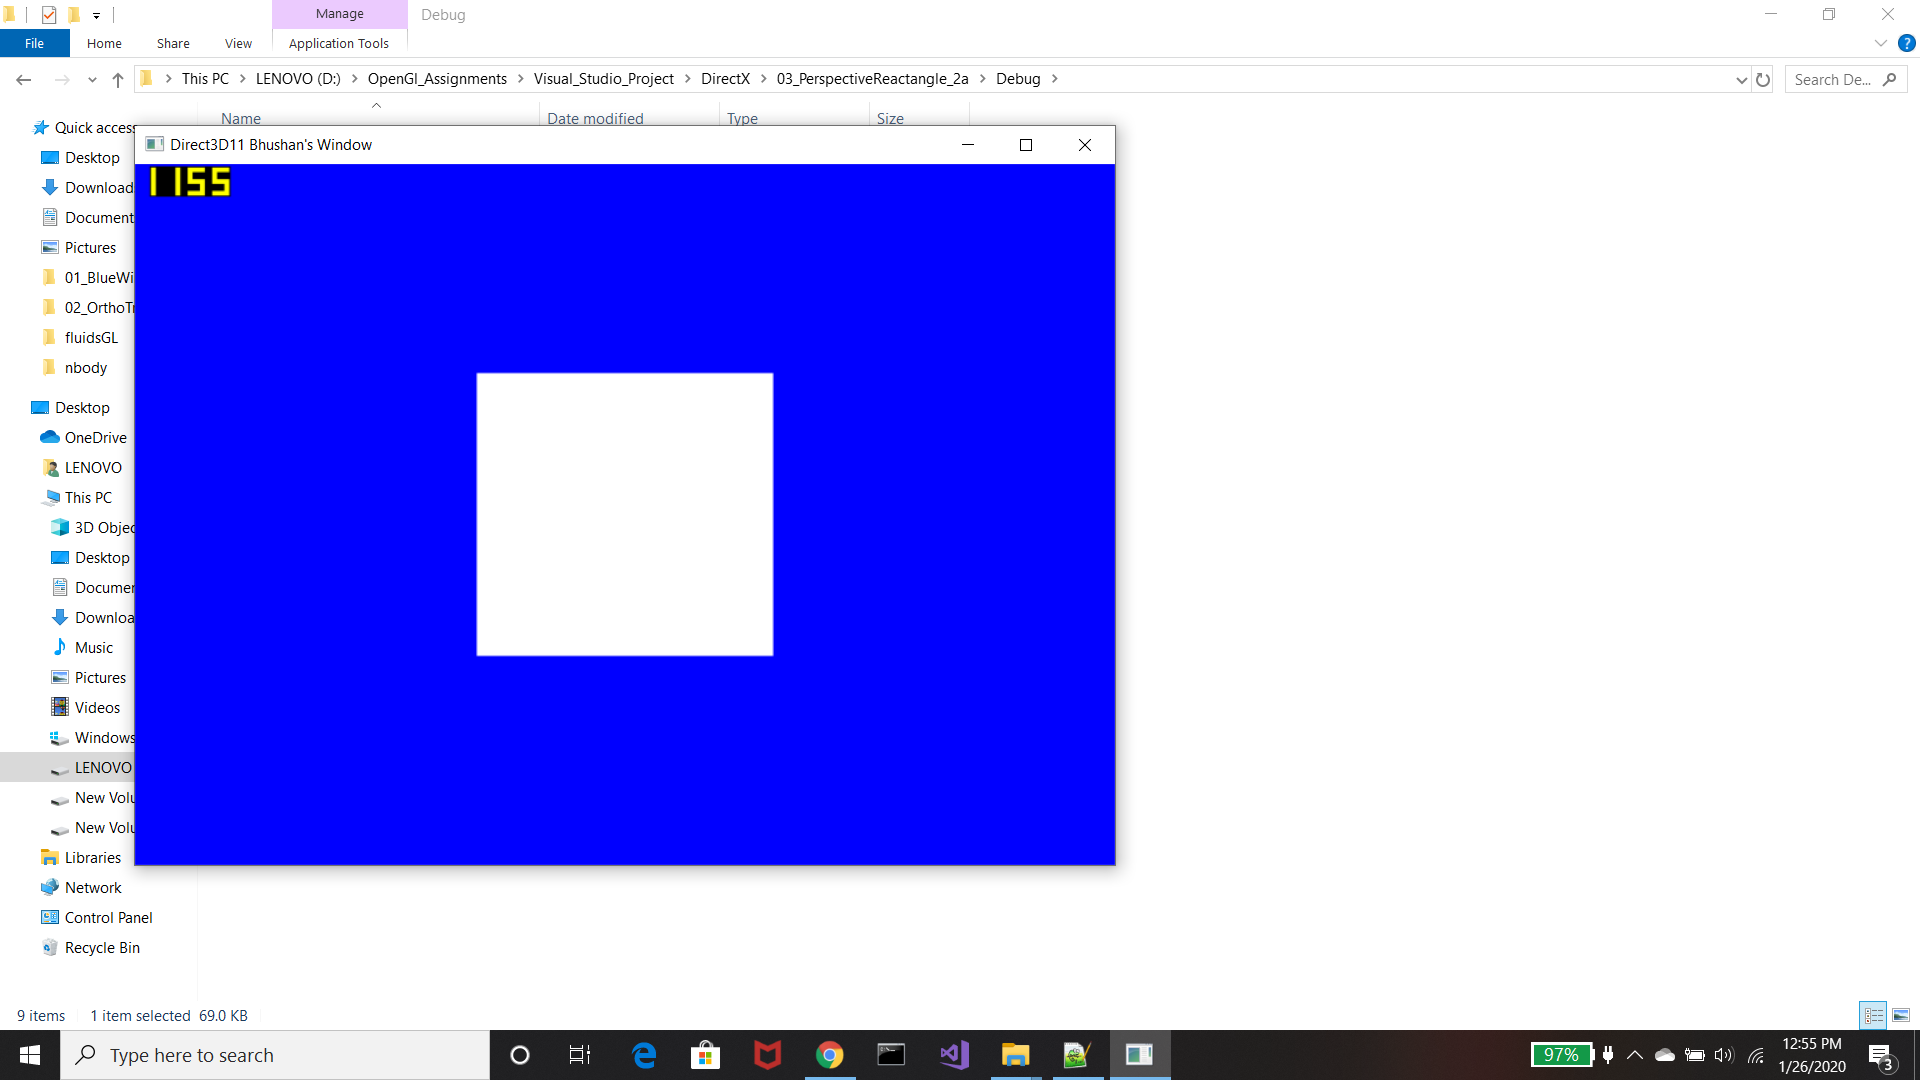 Manage
Debug
File
Home
Share
View
Application Tools
This PC
LENOVO (D:)
OpenGl_Assignments
Visual_Studio_Project
DirectX
03_PerspectiveReactangle_2a
Debug
Search De...
Name
Date modified
Type
Size
Quick access
Desktop
Download
Document
Pictures
01_BlueWi
02_OrthoTr
fluidsGL
nbody
Desktop
OneDrive
LENOVO
This PC
3D Objec
Desktop
Documen
Downloa
Music
Pictures
Videos
Windows
LENOVO
New Volu
New Volu
Libraries
Network
Control Panel
Recycle Bin
Direct3D11 Bhushan's Window
1155
9 items
1 item selected 69.0 KB
Type here to search
97%
12:55 PM
1/26/2020
3